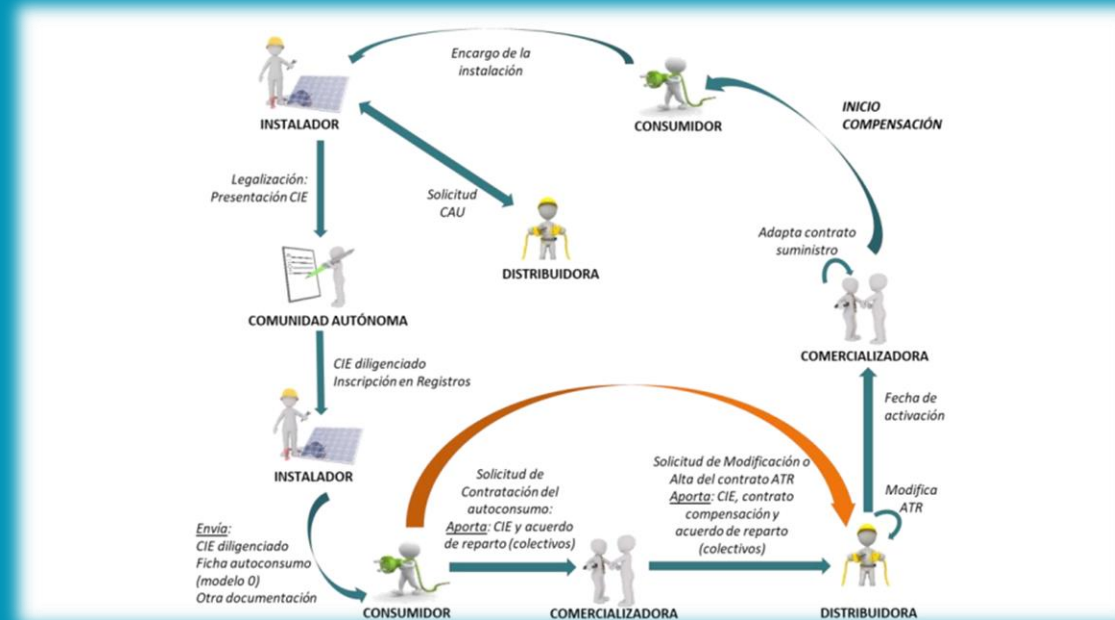 Encargo de la
instalación
INSTALADOR
CONSUMIDOR
INICIO
COMPENSACIÓN
Legalización:
Presentación CIE
Solicitud
CAU
DISTRIBUIDORA
Adapta contrato
suministro
COMUNIDAD AUTÓNOMA
COMERCIALIZADORA
CIE diligenciado
Inscripción en Registros
Fecha de
activación
INSTALADOR
Solicitud de
Contratación del
autoconsumo:
Aporta: CIE y acuerdo
de reparto (colectivos)
Solicitud de Modificación o
Alta del contrato ATR
Aporta: CIE, contrato
compensación y
acuerdo de reparto
(colectivos)
Modifica
ATR
Envía:
CIE diligenciado
Ficha autoconsumo
(modelo 0)
Otra documentación
CONSUMIDOR
COMERCIALIZADORA
DISTRIBUIDORA